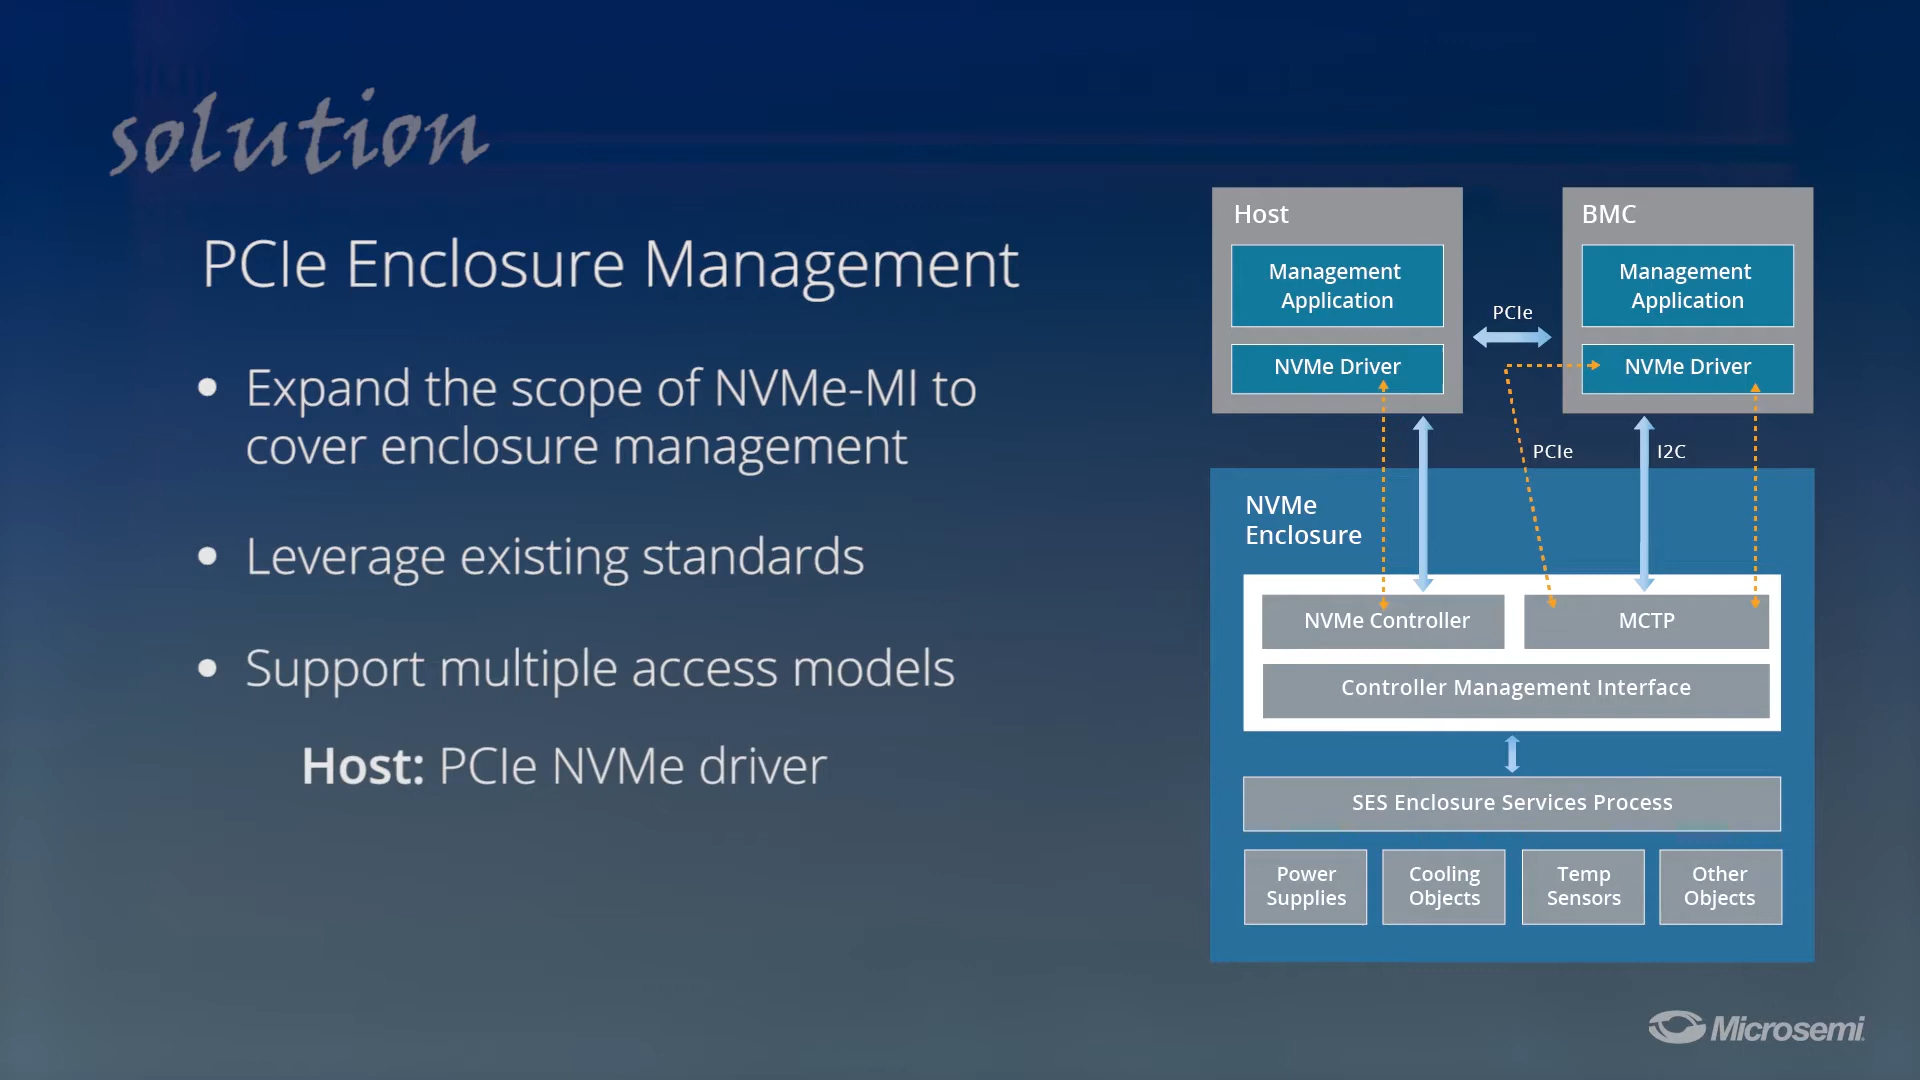 solution
PCIe Enclosure Management
• Expand the scope of NVMe-MI to
cover enclosure management
• Leverage existing standards
• Support multiple access models
Host: PCIe NVMe driver
Host
Management
Application
NVMe Driver
PCIe
BMC
Management
Application
NVMe Driver
PCIe
I2C
NVMe
Enclosure
NVMe Controller
MCTP
Controller Management Interface
SES Enclosure Services Process
Power
Supplies
Cooling
Objects
Temp
Sensors
Other
Objects
Microsemi